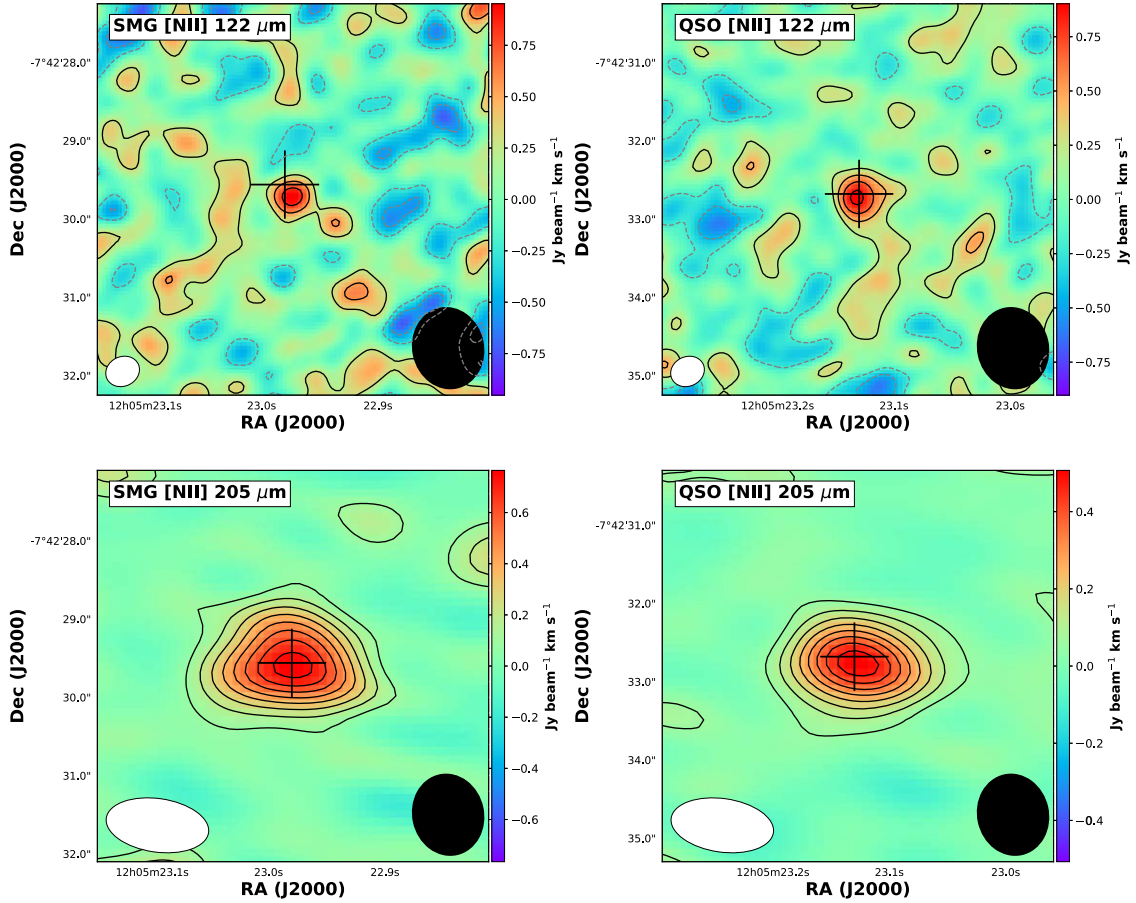 SMG [NII] 122 μm
-7°42'28.0"
29.0"
30.0"
31.0"
32.0"
Dec (J2000)
12h05m23.1s
23.0s
22.9s
RA (J2000)
0.75
0.50
0.25
0.00
−0.25
−0.50
−0.75
Jy beam⁻¹ km s⁻¹
QSO [NII] 122 μm
-7°42'31.0"
32.0"
33.0"
34.0"
35.0"
Dec (J2000)
12h05m23.2s
23.1s
23.0s
RA (J2000)
0.75
0.50
0.25
0.00
−0.25
−0.50
−0.75
Jy beam⁻¹ km s⁻¹
SMG [NII] 205 μm
-7°42'28.0"
29.0"
30.0"
31.0"
32.0"
Dec (J2000)
12h05m23.1s
23.0s
22.9s
RA (J2000)
0.6
0.4
0.2
0.0
−0.2
−0.4
−0.6
Jy beam⁻¹ km s⁻¹
QSO [NII] 205 μm
-7°42'31.0"
32.0"
33.0"
34.0"
35.0"
Dec (J2000)
12h05m23.2s
23.1s
23.0s
RA (J2000)
0.4
0.2
0.0
−0.2
−0.4
Jy beam⁻¹ km s⁻¹